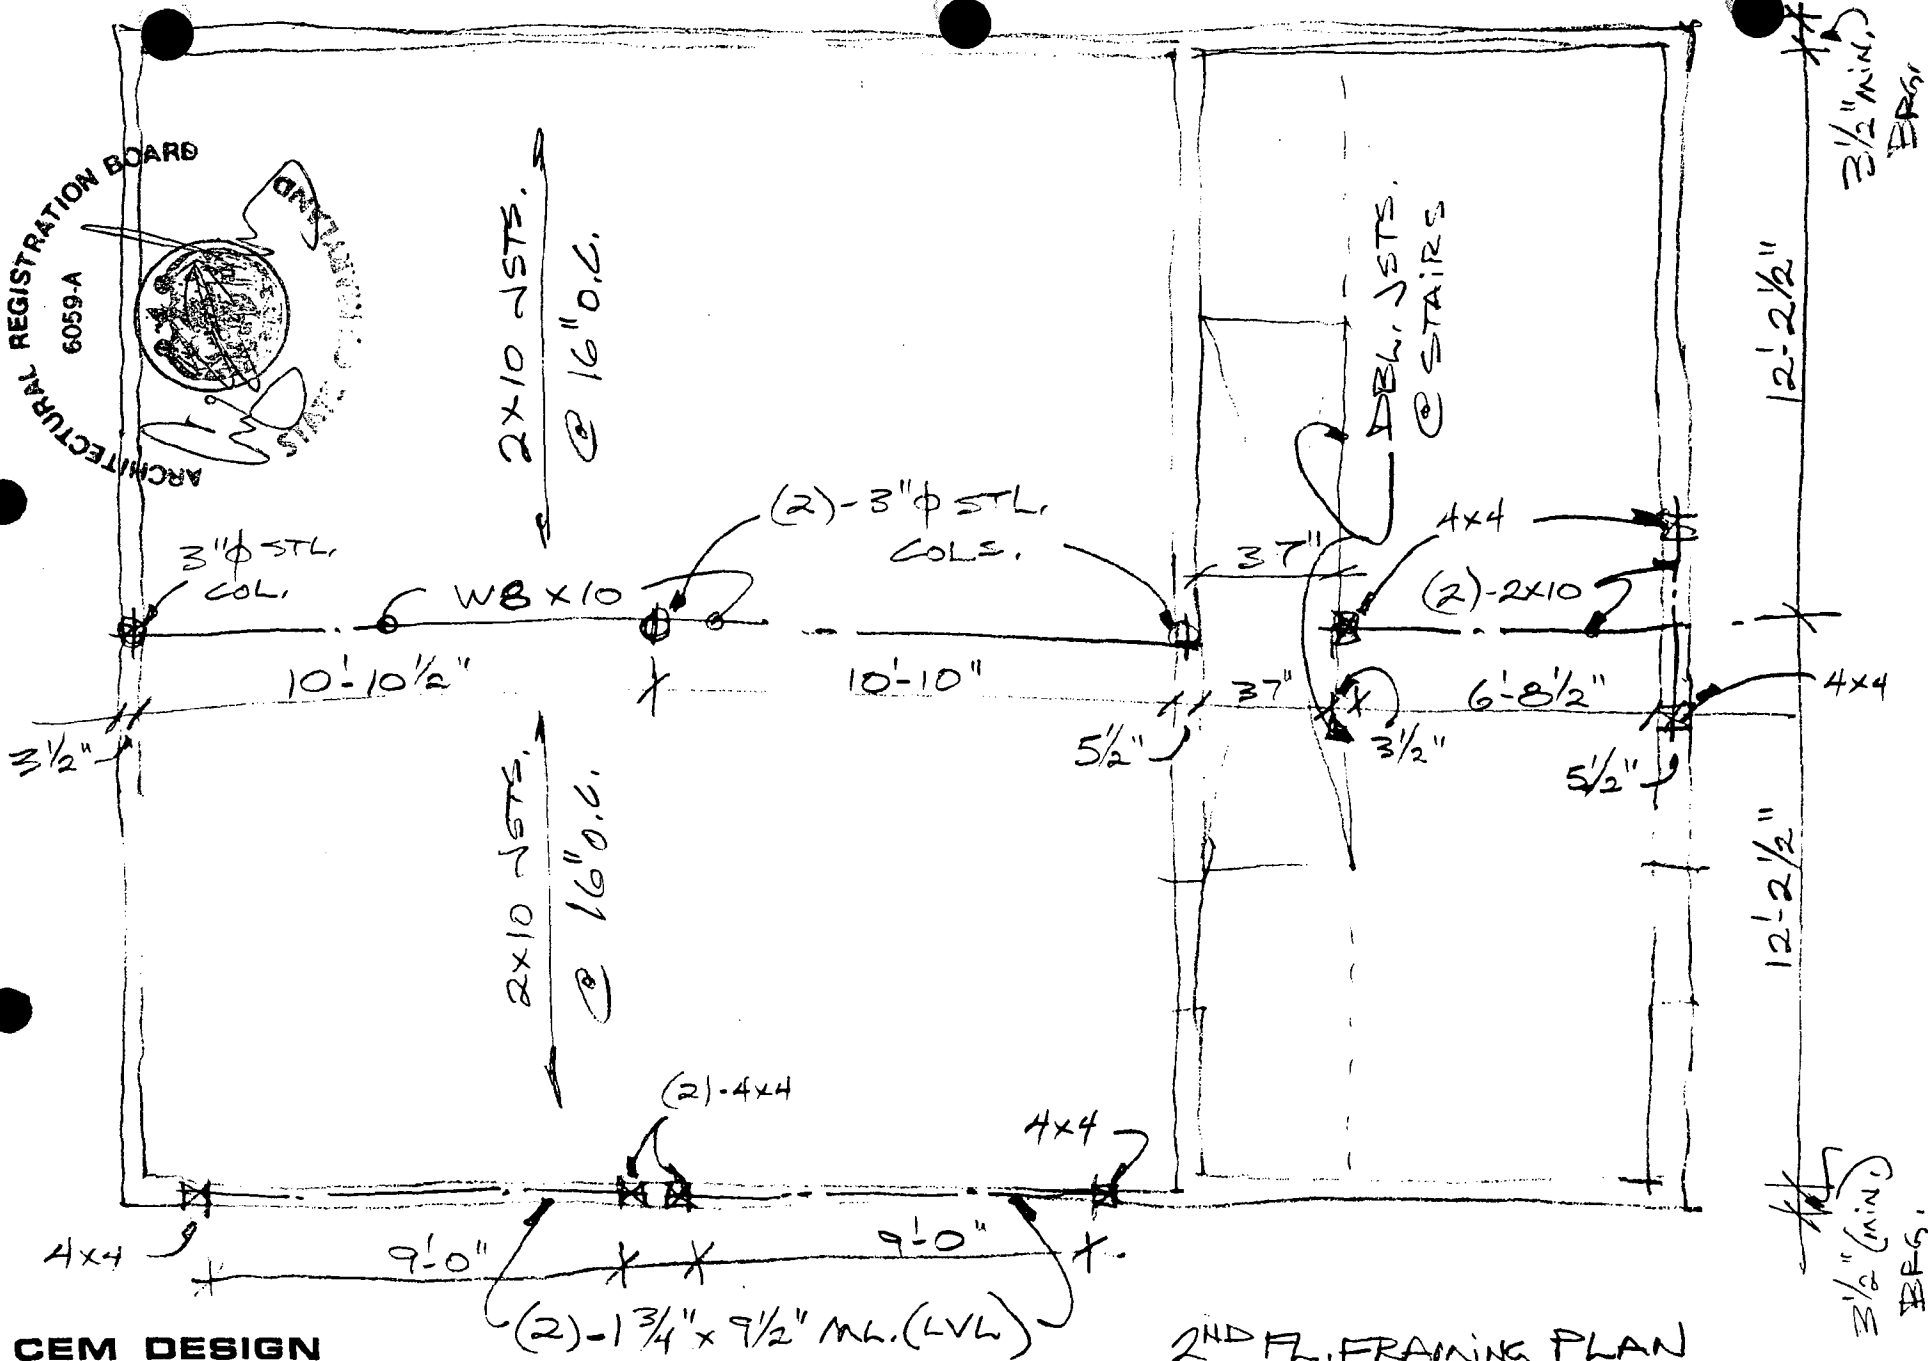 ARCHITECTURAL REGISTRATION BOARD
6059-A
2x10 JSTS.
@ 16" O.C.
DBL. JSTS.
@ STAIRS
3 1/2" (MIN.)
BRG.
12'-2 1/2"
3"ϕ STL.
COL.
W8 x 10
(2)-3"ϕ STL.
COLS.
37"
4x4
(2)-2x10
10'-10 1/2"
10'-10"
37"
6'-8 1/2"
4x4
3 1/2"
5 1/2"
3 1/2"
5 1/2"
2x10 JSTS.
@ 16" O.C.
12'-2 1/2"
(2)-4x4
4x4
4x4
9'-0"
9'-0"
3 1/2" (MIN.)
BRG.
(2)-1 3/4" x 9 1/2" ML. (LVL)
CEM DESIGN
2ND FL. FRAMING PLAN